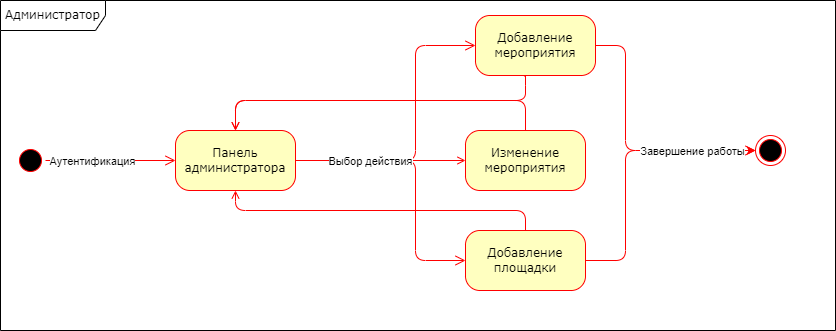 Администратор
Добавление
мероприятия
Аутентификация
Панель
администратора
Выбор действия
Изменение
мероприятия
Завершение работы
Добавление
площадки